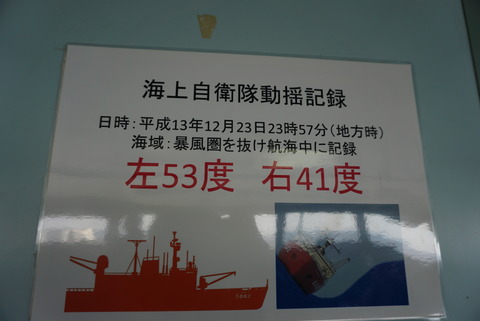 海上自衛隊動揺記録
日時：平成13年12月23日23時57分（地方時）
海域：暴風圏を抜け航海中に記録
左53度　右41度